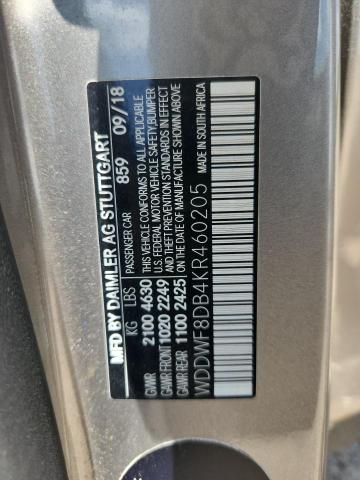 MFD BY DAIMLER AG STUTTGART
PASSENGER CAR 859 09/18
KG LBS
GVWR 2100 4630
GAWR FRONT 1020 2249
GAWR REAR 1100 2425
THIS VEHICLE CONFORMS TO ALL APPLICABLE
U.S. FEDERAL MOTOR VEHICLE SAFETY, BUMPER
AND THEFT PREVENTION STANDARDS IN EFFECT
ON THE DATE OF MANUFACTURE SHOWN ABOVE
WDDWF8DB4KR460205 MADE IN SOUTH AFRICA